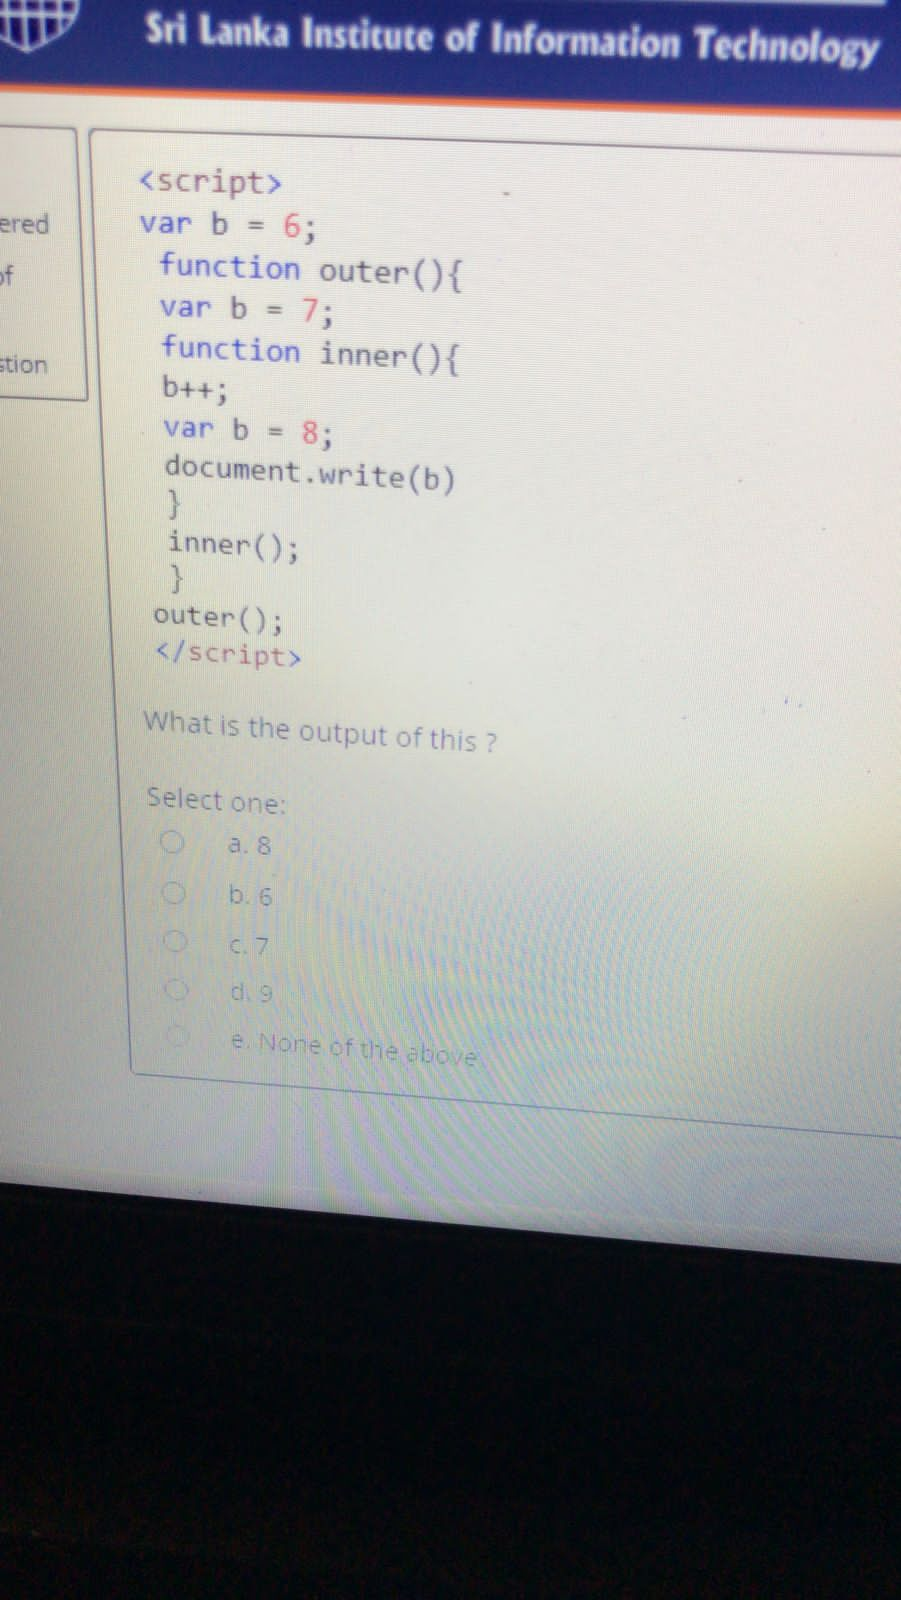 Sri Lanka Institute of Information Technology
ered
of
stion
<script>
var b = 6;
function outer(){
var b = 7;
function inner(){
b++;
var b = 8;
document.write(b)
}
inner();
}
outer();
</script>
What is the output of this ?
Select one:
a. 8
b. 6
c. 7
d. 9
e. None of the above